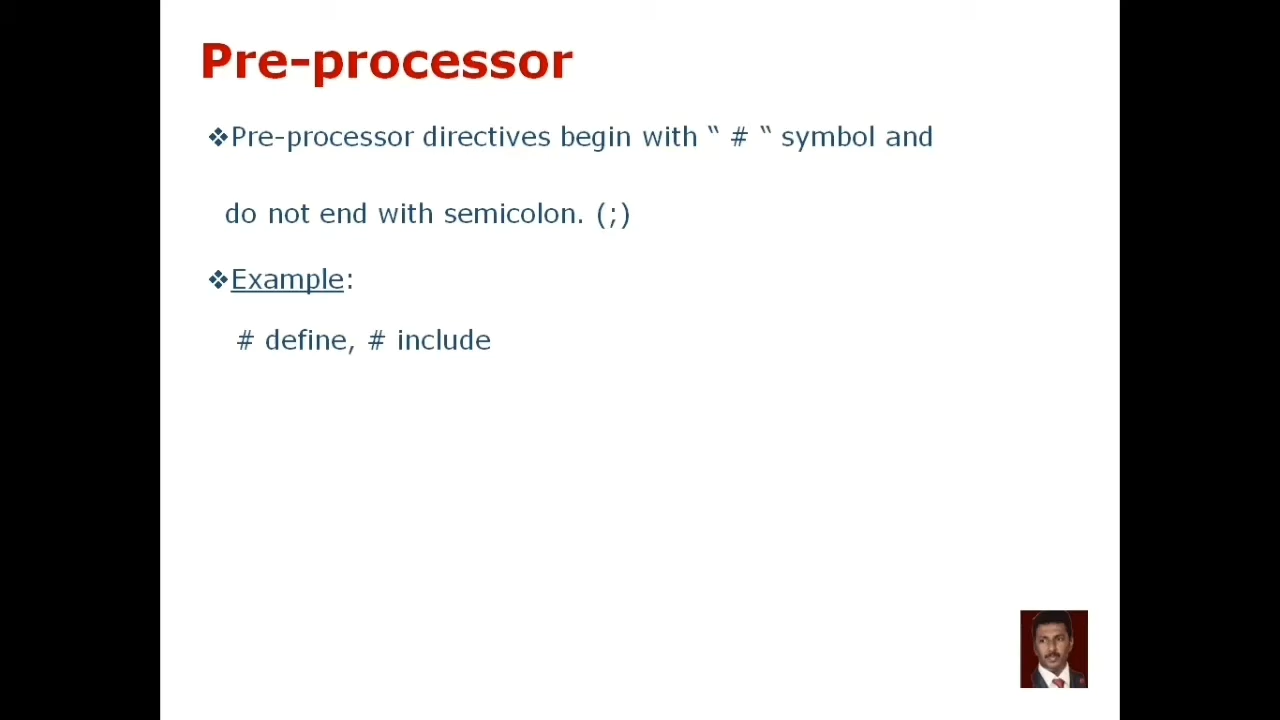 Pre-processor
❖Pre-processor directives begin with “ # “ symbol and
do not end with semicolon. (;)
❖Example:
# define, # include